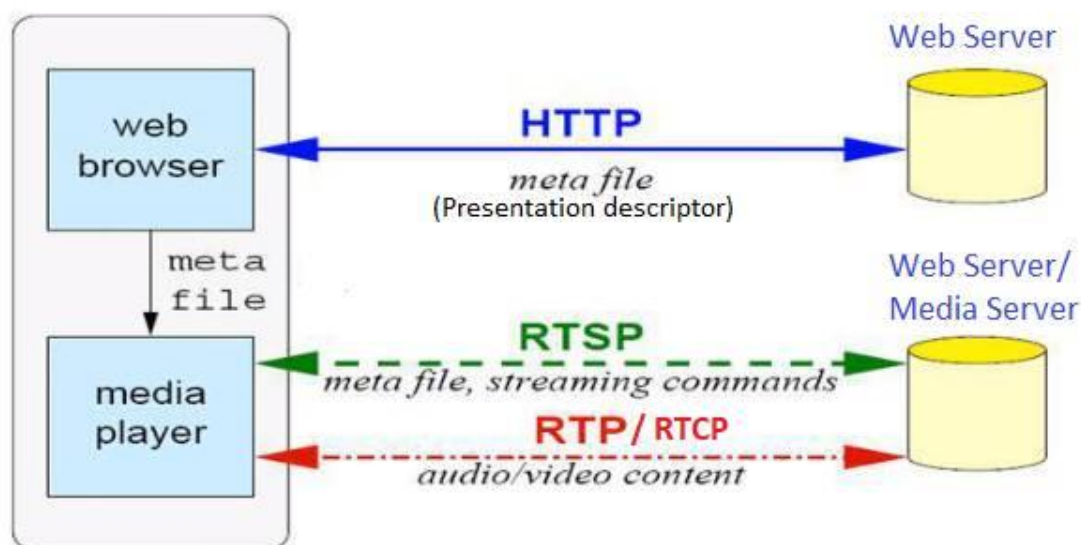 Web Server
web
browser
HTTP
meta file
(Presentation descriptor)
meta
file
Web Server/
Media Server
media
player
RTSP
meta file, streaming commands
RTP/ RTCP
audio/video content